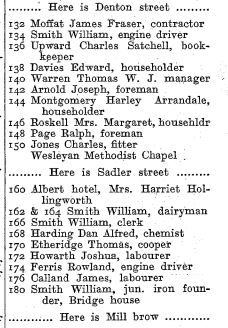 ......... Here is Denton street .........
132 Moffat James Fraser, contractor
134 Smith William, engine driver
136 Upward Charles Satchell, book-
keeper
138 Davies Edward, householder
140 Warren Thomas W. J. manager
142 Arnold Joseph, foreman
144 Montgomery Harley Arrandale,
householder
146 Roskell Mrs. Margaret, househldr
148 Page Ralph, foreman
150 Jones Charles, fitter
Wesleyan Methodist Chapel
......... Here is Sadler street .........
160 Albert hotel, Mrs. Harriet Hol-
lingworth
162 & 164 Smith William, dairyman
166 Smith William, clerk
168 Harding Dan Alfred, chemist
170 Etheridge Thomas, cooper
172 Howarth Joshua, labourer
174 Ferris Rowland, engine driver
176 Calland James, labourer
180 Smith William, jun. iron foun-
der, Bridge house
......... Here is Mill brow .........